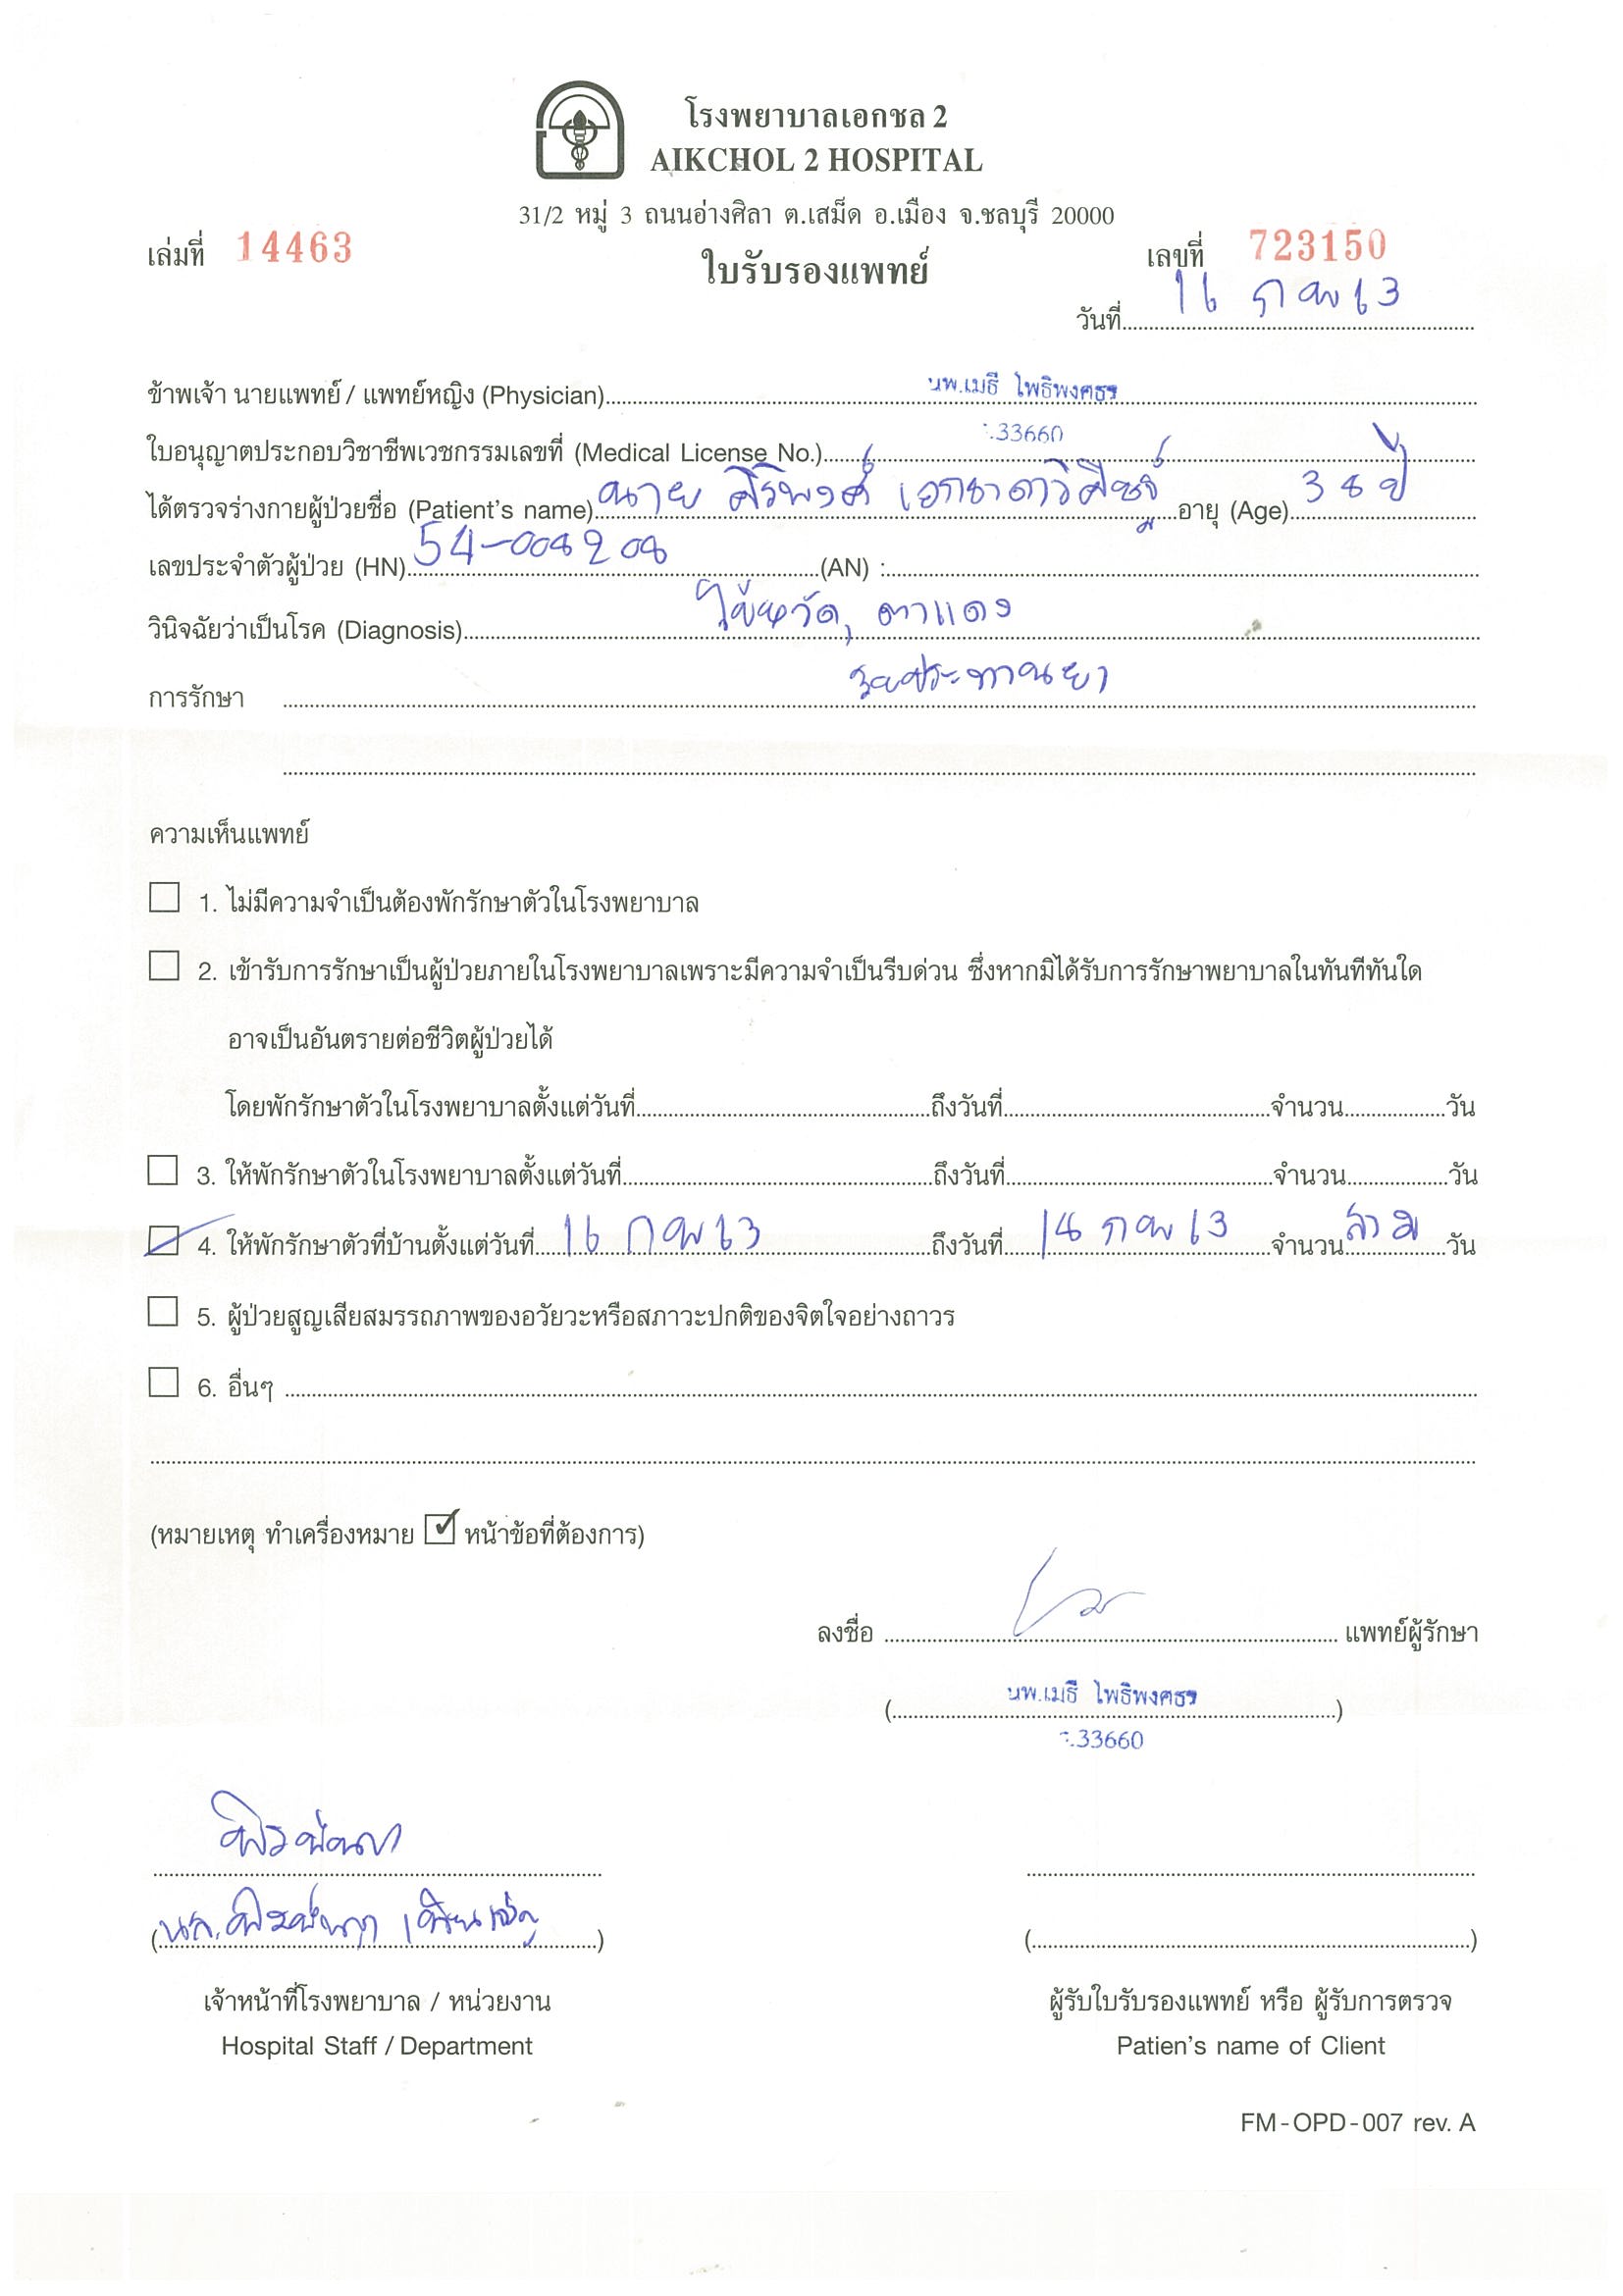 โรงพยาบาลเอกชล 2
AIKCHOL 2 HOSPITAL
31/2 หมู่ 3 ถนนอ่างศิลา ต.เสม็ด อ.เมือง จ.ชลบุรี 20000
เล่มที่ 14463 เลขที่ 723150
ใบรับรองแพทย์
วันที่ 16 กพ 63
ข้าพเจ้า นายแพทย์ / แพทย์หญิง (Physician) นพ.เมธี โพธิพงศธร
ใบอนุญาตประกอบวิชาชีพเวชกรรมเลขที่ (Medical License No.) ว.33660
ได้ตรวจร่างกายผู้ป่วยชื่อ (Patient's name) นาย ศิริพงศ์ อายุ (Age) 38 ปี
เลขประจำตัวผู้ป่วย (HN) 54-008208 (AN) :
วินิจฉัยว่าเป็นโรค (Diagnosis) ไข้หวัด, ตาแดง
การรักษา รับประทานยา
ความเห็นแพทย์
1. ไม่มีความจำเป็นต้องพักรักษาตัวในโรงพยาบาล
2. เข้ารับการรักษาเป็นผู้ป่วยภายในโรงพยาบาลเพราะมีความจำเป็นรีบด่วน ซึ่งหากมิได้รับการรักษาพยาบาลในทันทีทันใด
อาจเป็นอันตรายต่อชีวิตผู้ป่วยได้
โดยพักรักษาตัวในโรงพยาบาลตั้งแต่วันที่ ถึงวันที่ จำนวน วัน
3. ให้พักรักษาตัวในโรงพยาบาลตั้งแต่วันที่ ถึงวันที่ จำนวน วัน
4. ให้พักรักษาตัวที่บ้านตั้งแต่วันที่ 16 กพ 63 ถึงวันที่ 18 กพ 63 จำนวน สาม วัน
5. ผู้ป่วยสูญเสียสมรรถภาพของอวัยวะหรือสภาวะปกติของจิตใจอย่างถาวร
6. อื่นๆ
(หมายเหตุ ทำเครื่องหมาย ☑ หน้าข้อที่ต้องการ)
ลงชื่อ แพทย์ผู้รักษา
(นพ.เมธี โพธิพงศธร)
ว.33660
(นส.)
เจ้าหน้าที่โรงพยาบาล / หน่วยงาน ผู้รับใบรับรองแพทย์ หรือ ผู้รับการตรวจ
Hospital Staff / Department Patien's name of Client
FM-OPD-007 rev. A